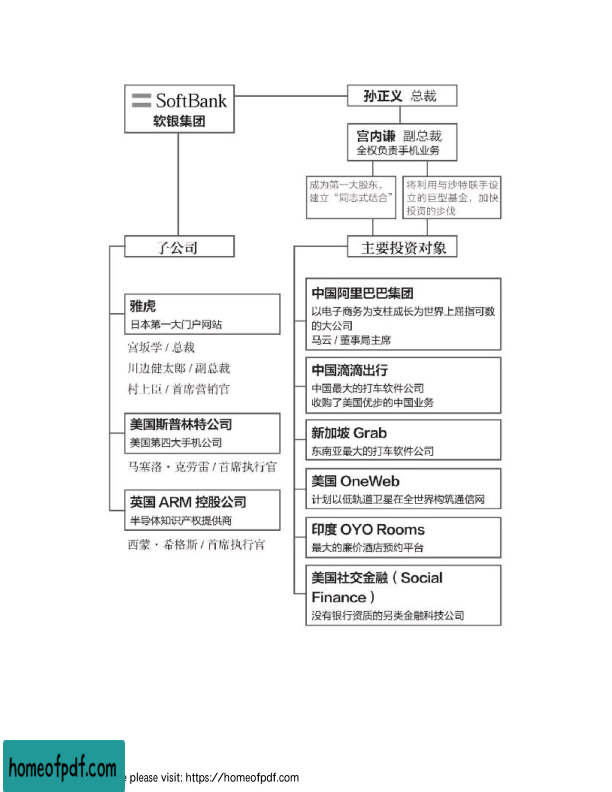 SoftBank
软银集团
孙正义 总裁
宫内谦 副总裁
全权负责手机业务
成为第一大股东，
建立“同志式结合”
将利用与沙特联手设
立的巨型基金，加快
投资的步伐
子公司
雅虎
日本第一大门户网站
宫坂学 / 总裁
川边健太郎 / 副总裁
村上臣 / 首席营销官
美国斯普林特公司
美国第四大手机公司
马塞洛·克劳雷 / 首席执行官
英国 ARM 控股公司
半导体知识产权提供商
西蒙·希格斯 / 首席执行官
主要投资对象
中国阿里巴巴集团
以电子商务为支柱成长为世界上屈指可数
的大公司
马云 / 董事局主席
中国滴滴出行
中国最大的打车软件公司
收购了美国优步的中国业务
新加坡 Grab
东南亚最大的打车软件公司
美国 OneWeb
计划以低轨道卫星在全世界构筑通信网
印度 OYO Rooms
最大的廉价酒店预约平台
美国社交金融（Social
Finance）
没有银行资质的另类金融科技公司
homeofpdf.com
please visit: https://homeofpdf.com